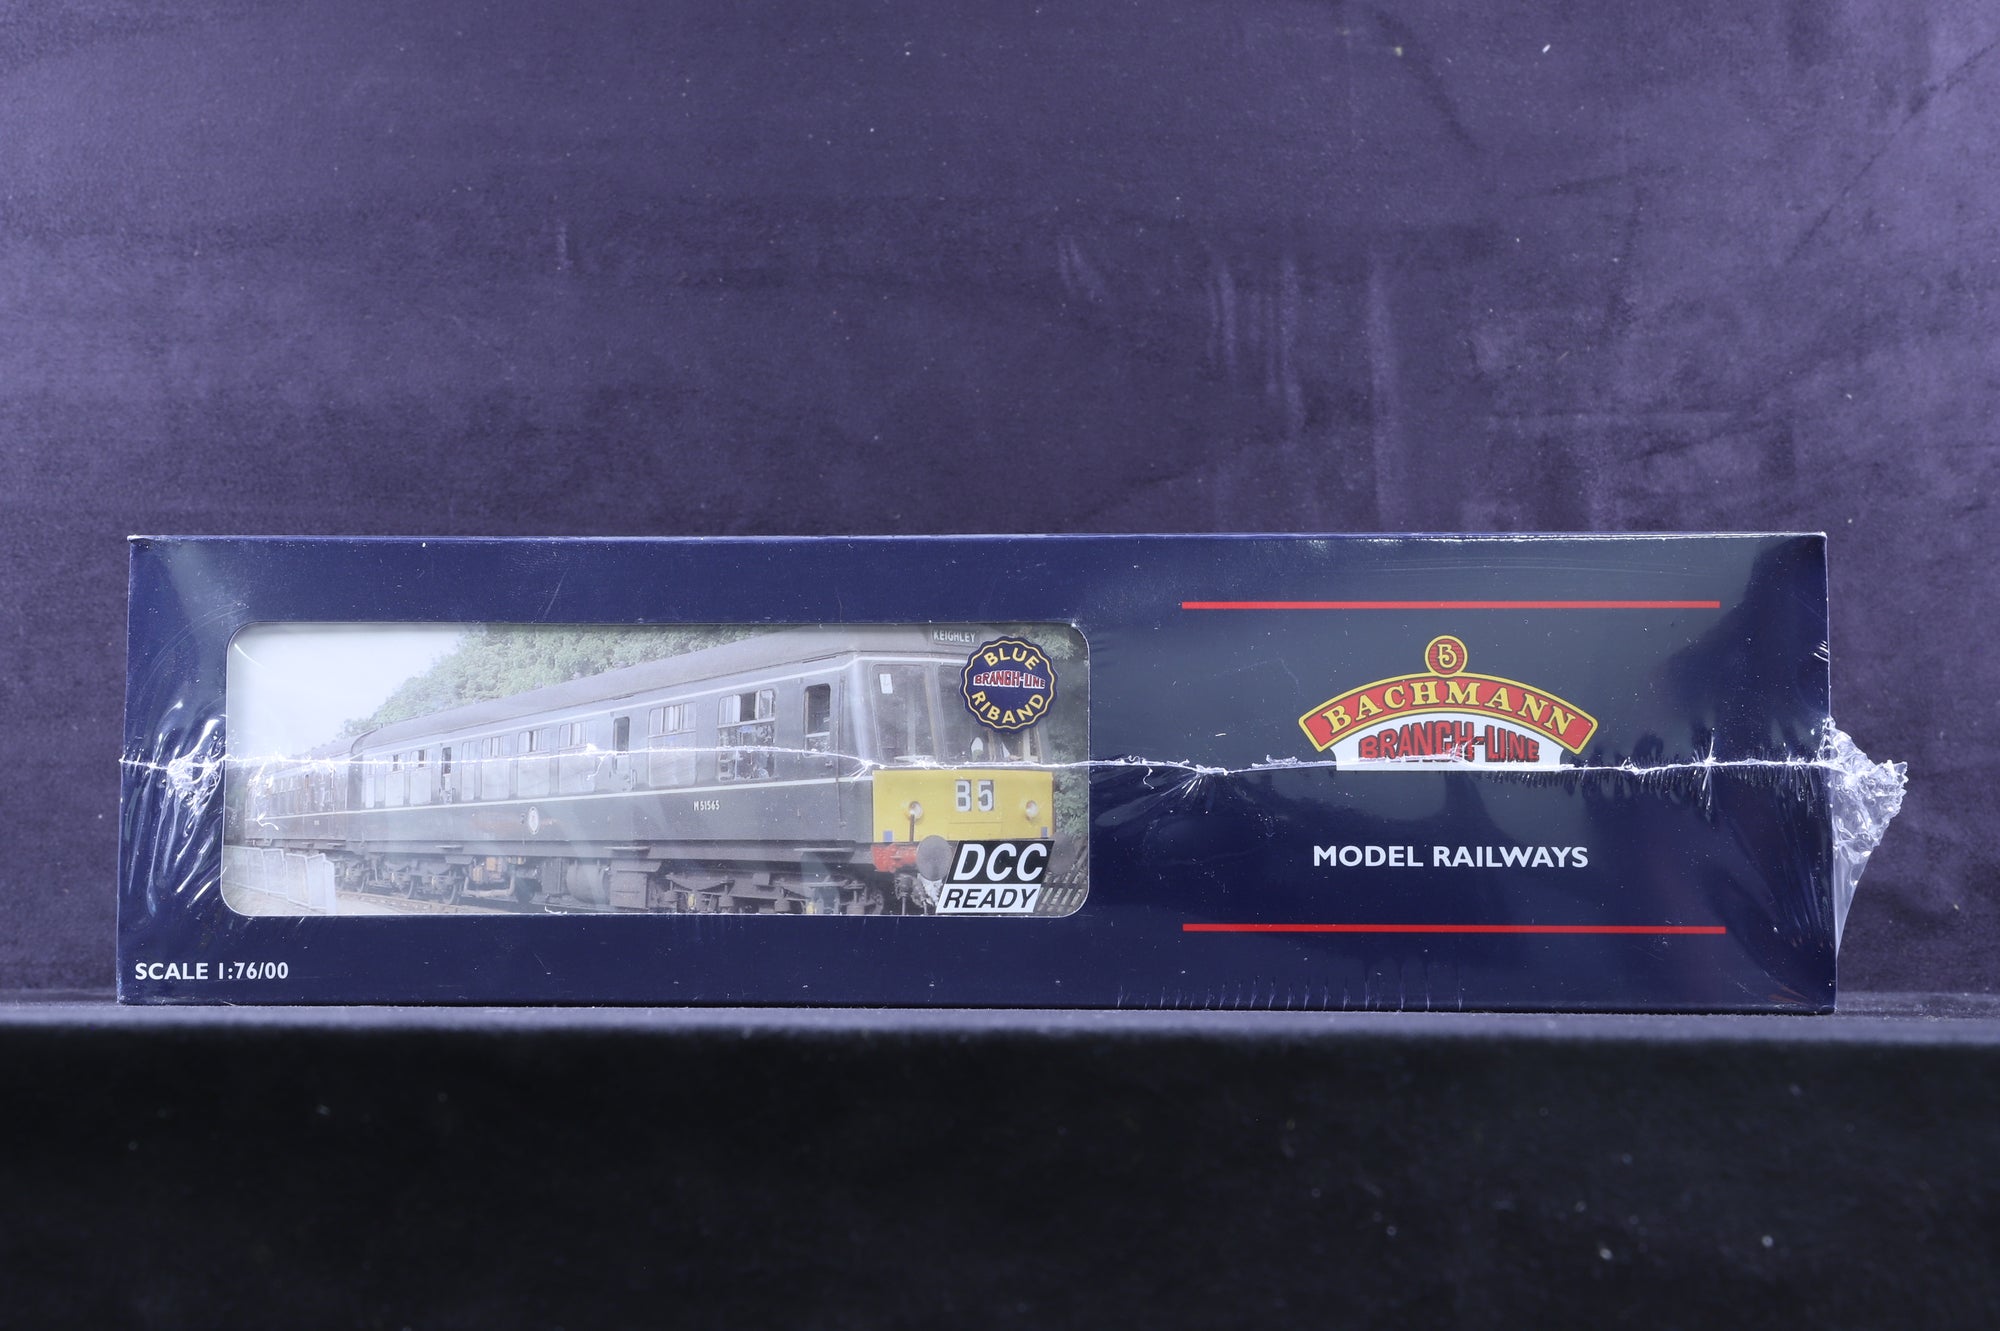 KEIGHLEY
BLUE
BRANCH-LINE
RIBAND
M51565
B5
DCC
READY
SCALE 1:76/00
B
BACHMANN
BRANCH-LINE
MODEL RAILWAYS